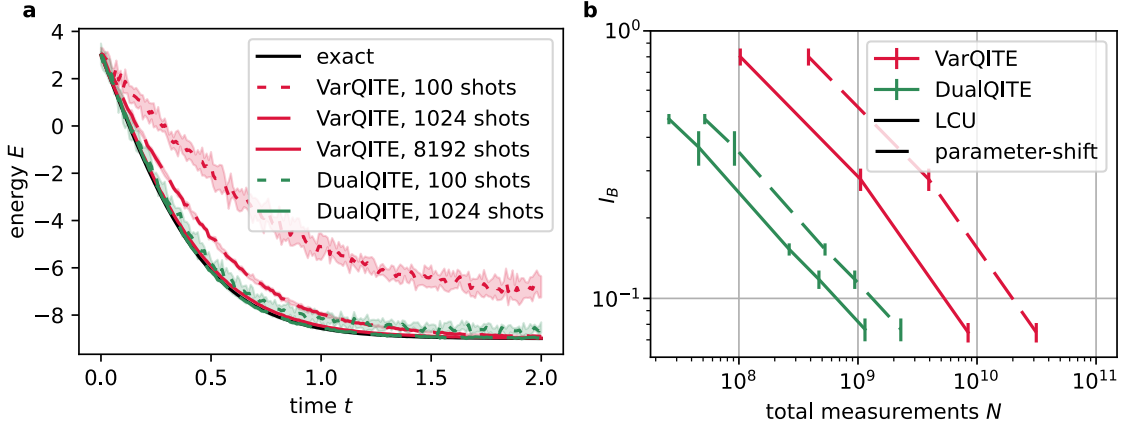 a
energy E
4
2
0
−2
−4
−6
−8
0.0
0.5
1.0
1.5
2.0
time t
exact
VarQITE, 100 shots
VarQITE, 1024 shots
VarQITE, 8192 shots
DualQITE, 100 shots
DualQITE, 1024 shots
b
I_B
10^0
10^−1
10^8
10^9
10^10
10^11
total measurements N
VarQITE
DualQITE
LCU
parameter-shift